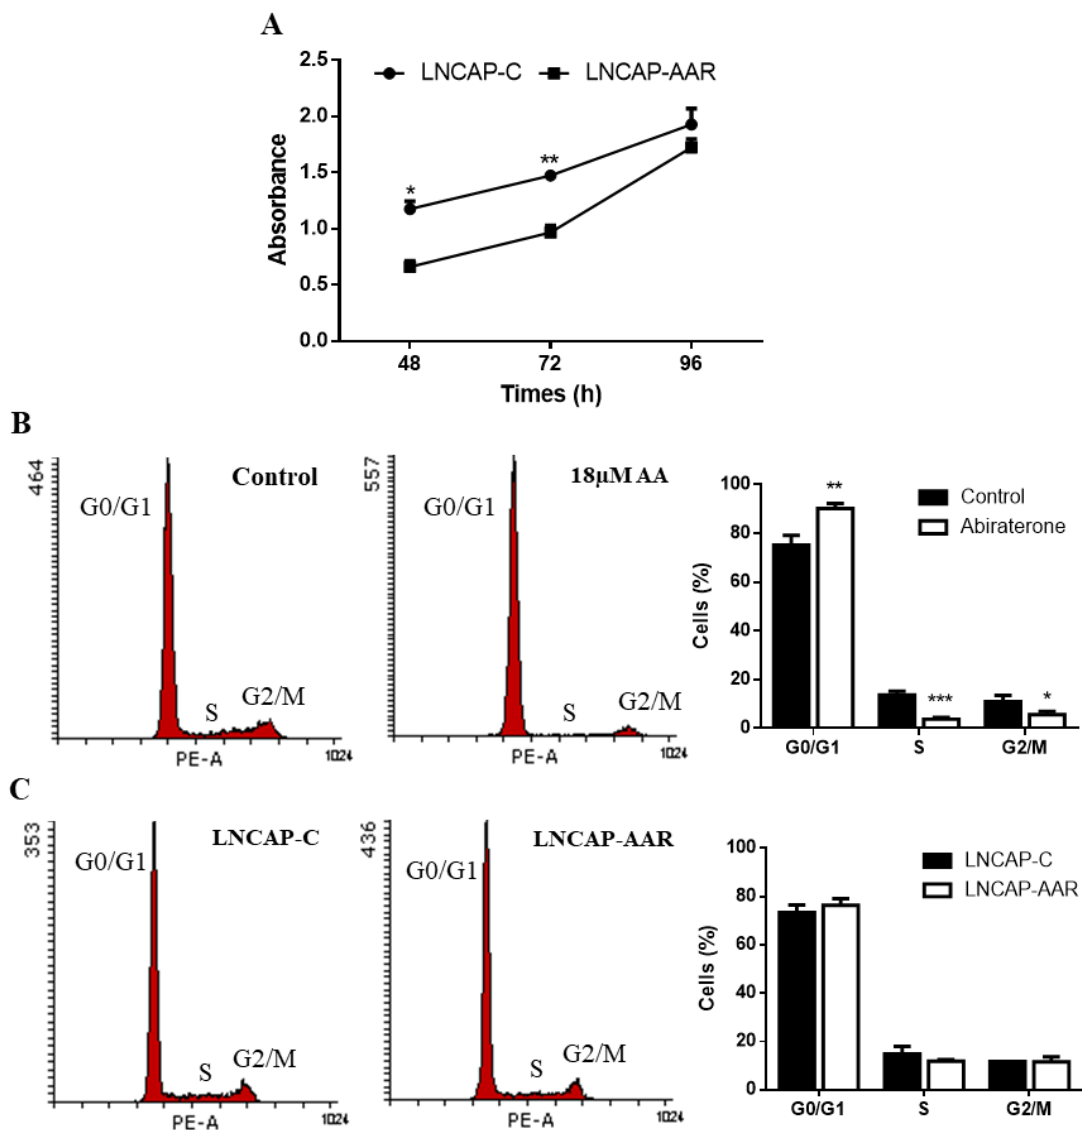 A
2.5
LNCAP-C LNCAP-AAR
2.0
**
1.5
*
1.0
0.5
0.0
Absorbance
48 72 96
Times (h)
B
464
Control
G0/G1
S
G2/M
PE-A
1024
557
18µM AA
G0/G1
S
G2/M
PE-A
1024
100
80
60
40
20
0
Cells (%)
Control
Abiraterone
**
***
*
G0/G1 S G2/M
C
353
LNCAP-C
G0/G1
S
G2/M
PE-A
1024
436
LNCAP-AAR
G0/G1
S
G2/M
PE-A
1024
100
80
60
40
20
0
Cells (%)
LNCAP-C
LNCAP-AAR
G0/G1 S G2/M